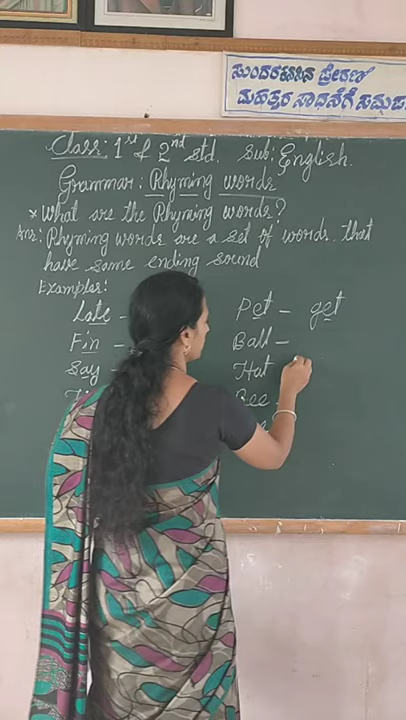 ಸುಂದರ ಪ್ರೇರಣೆ
ಮಹತ್ತರ ಸಾಧನೆಗೆ
Class: 1st & 2nd std. Sub: English.
Grammar: Rhyming words
* What are the Rhyming words?
Ans: Rhyming words are a set of words. that
have same ending sound
Examples:
Late - Pet - get
Fin - Ball -
Say - Hat
Bee